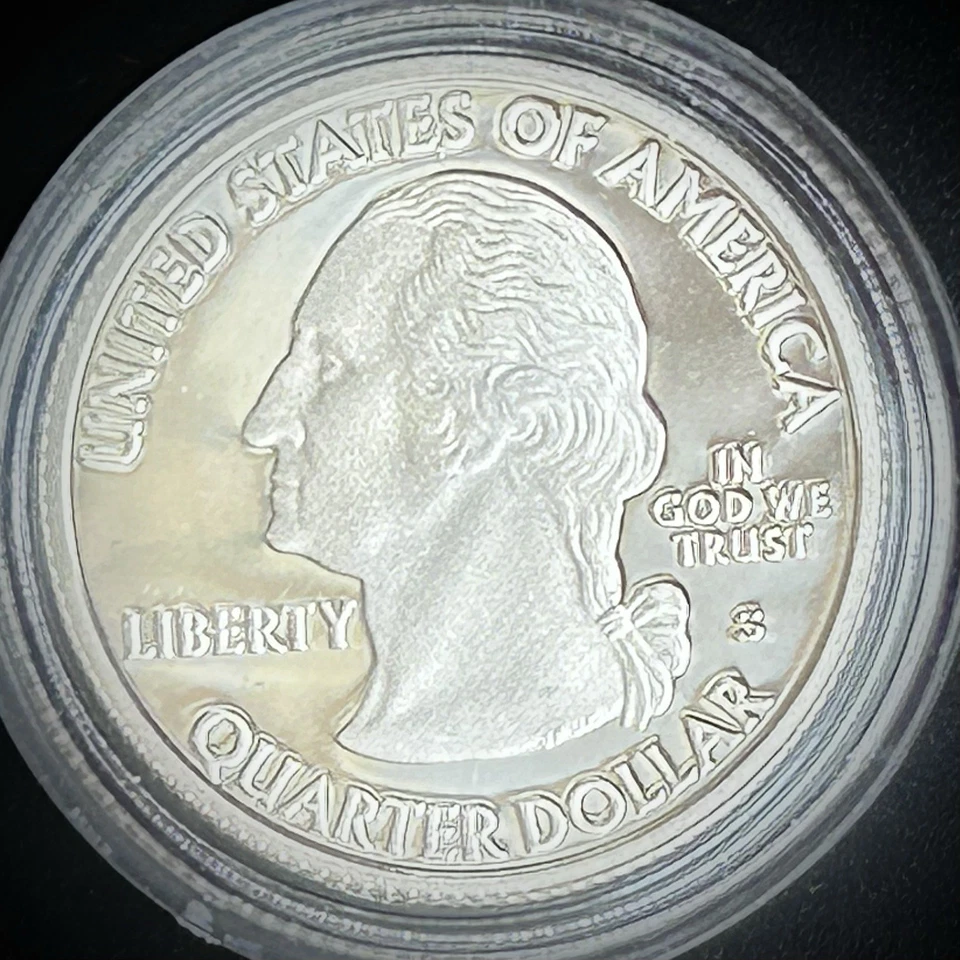 UNITED STATES OF AMERICA
LIBERTY
IN
GOD WE
TRUST
S
QUARTER DOLLAR